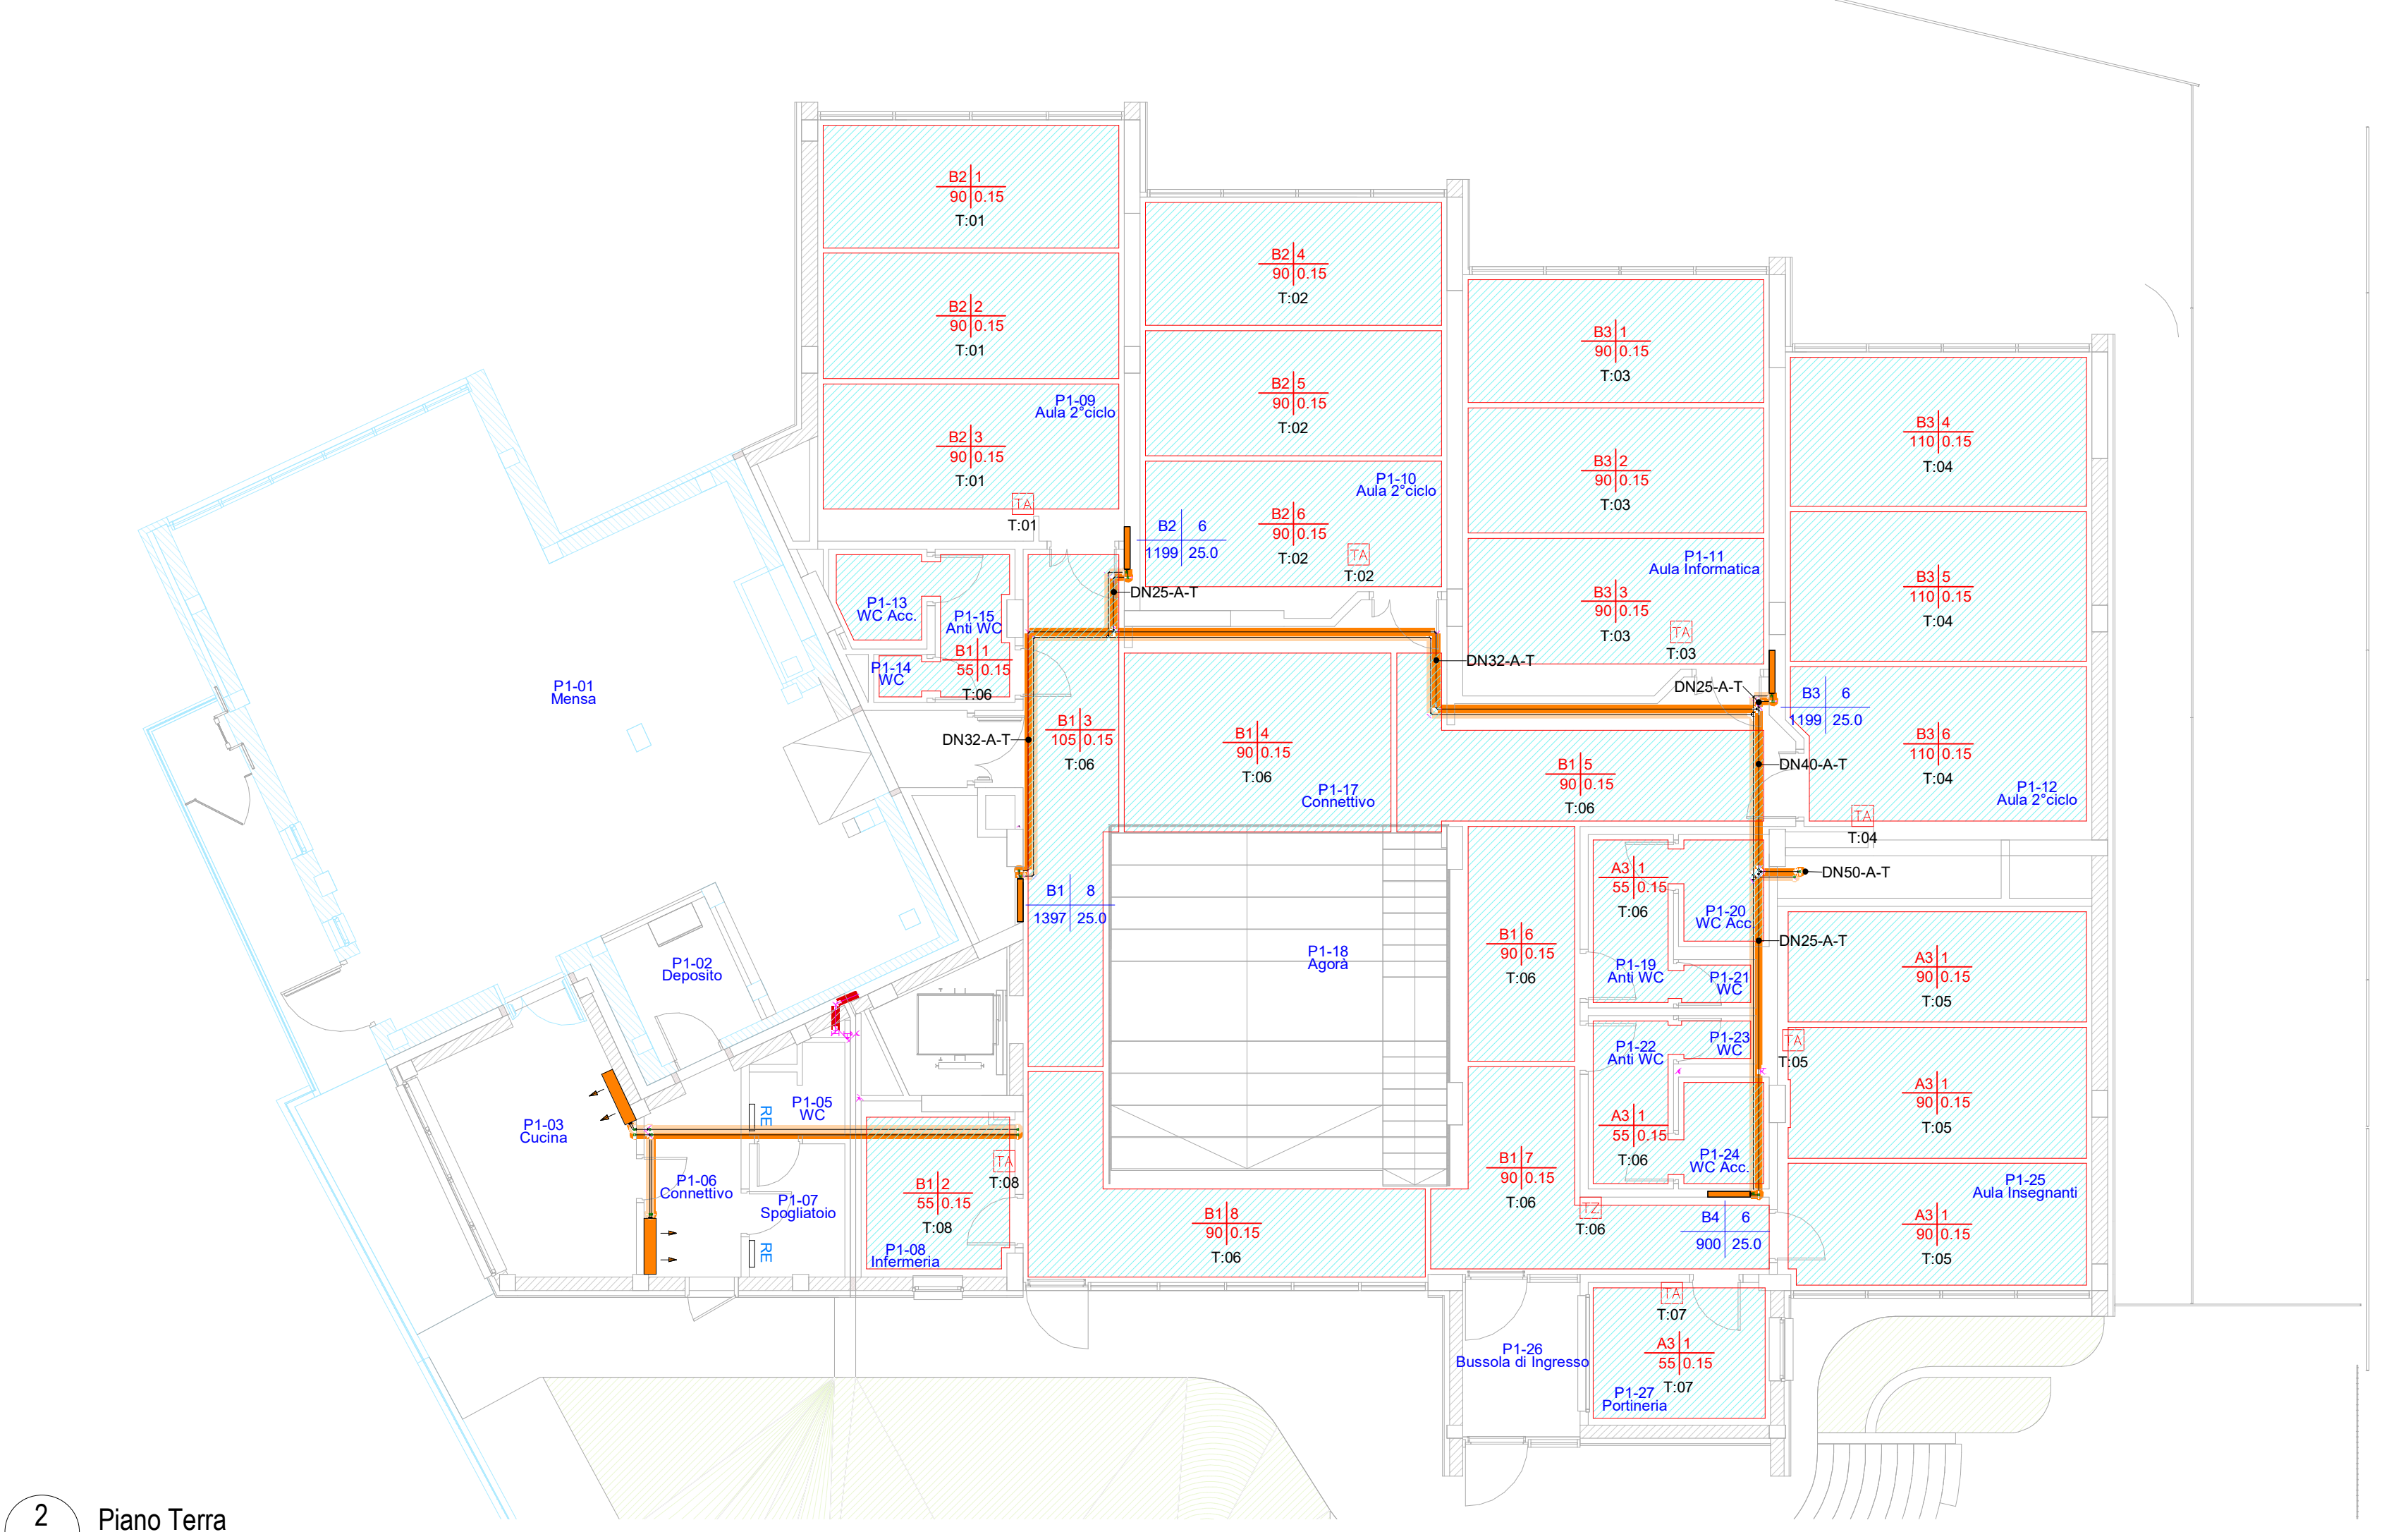 B2 1
90 0.15
T:01
B2 2
90 0.15
T:01
P1-09
Aula 2°ciclo
B2 3
90 0.15
T:01
TA
T:01
B2 4
90 0.15
T:02
B2 5
90 0.15
T:02
P1-10
Aula 2°ciclo
B2 6
90 0.15
T:02
TA
T:02
B2 6
1199 25.0
DN25-A-T
B3 1
90 0.15
T:03
B3 2
90 0.15
T:03
P1-11
Aula Informatica
B3 3
90 0.15
T:03
TA
T:03
B3 4
110 0.15
T:04
B3 5
110 0.15
T:04
B3 6
110 0.15
T:04
P1-12
Aula 2°ciclo
TA
T:04
B3 6
1199 25.0
DN32-A-T
DN25-A-T
DN40-A-T
DN50-A-T
DN25-A-T
P1-13
WC Acc.
P1-15
Anti WC
P1-14
WC
B1 1
55 0.15
T:06
DN32-A-T
B1 3
105 0.15
T:06
B1 4
90 0.15
T:06
P1-17
Connettivo
B1 5
90 0.15
T:06
P1-01
Mensa
B1 8
1397 25.0
P1-18
Agorà
B1 6
90 0.15
T:06
A3 1
55 0.15
T:06
P1-20
WC Acc.
P1-19
Anti WC
P1-21
WC
A3 1
90 0.15
T:05
P1-02
Deposito
P1-22
Anti WC
P1-23
WC
TA
T:05
A3 1
90 0.15
T:05
P1-03
Cucina
P1-05
WC
RE
A3 1
55 0.15
T:06
P1-24
WC Acc.
P1-06
Connettivo
P1-07
Spogliatoio
RE
B1 2
55 0.15
T:08
TA
T:08
P1-08
Infermeria
B1 8
90 0.15
T:06
B1 7
90 0.15
T:06
TZ
T:06
B4 6
900 25.0
P1-25
Aula Insegnanti
A3 1
90 0.15
T:05
TA
T:07
P1-26
Bussola di Ingresso
A3 1
55 0.15
T:07
P1-27
Portineria
2
Piano Terra